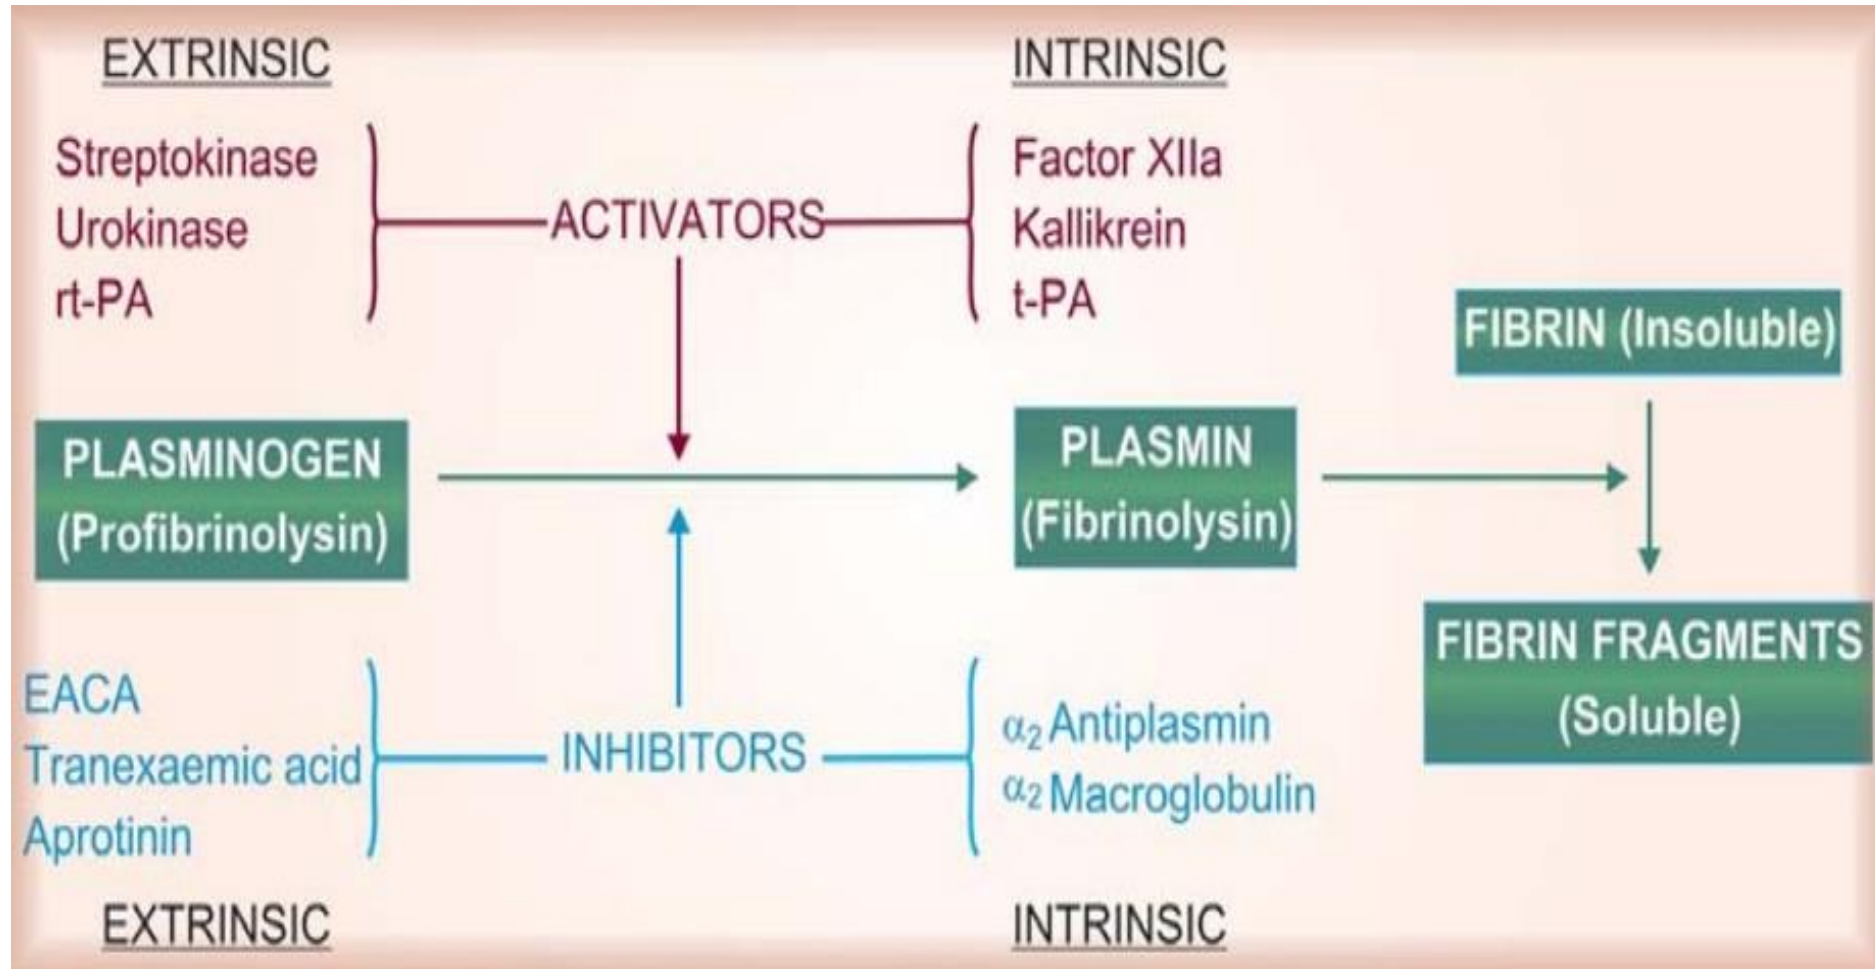 EXTRINSIC
INTRINSIC
Streptokinase
Urokinase
rt-PA
ACTIVATORS
Factor XIIa
Kallikrein
t-PA
FIBRIN (Insoluble)
PLASMINOGEN
(Profibrinolysin)
PLASMIN
(Fibrinolysin)
FIBRIN FRAGMENTS
(Soluble)
EACA
Tranexaemic acid
Aprotinin
INHIBITORS
α₂ Antiplasmin
α₂ Macroglobulin
EXTRINSIC
INTRINSIC